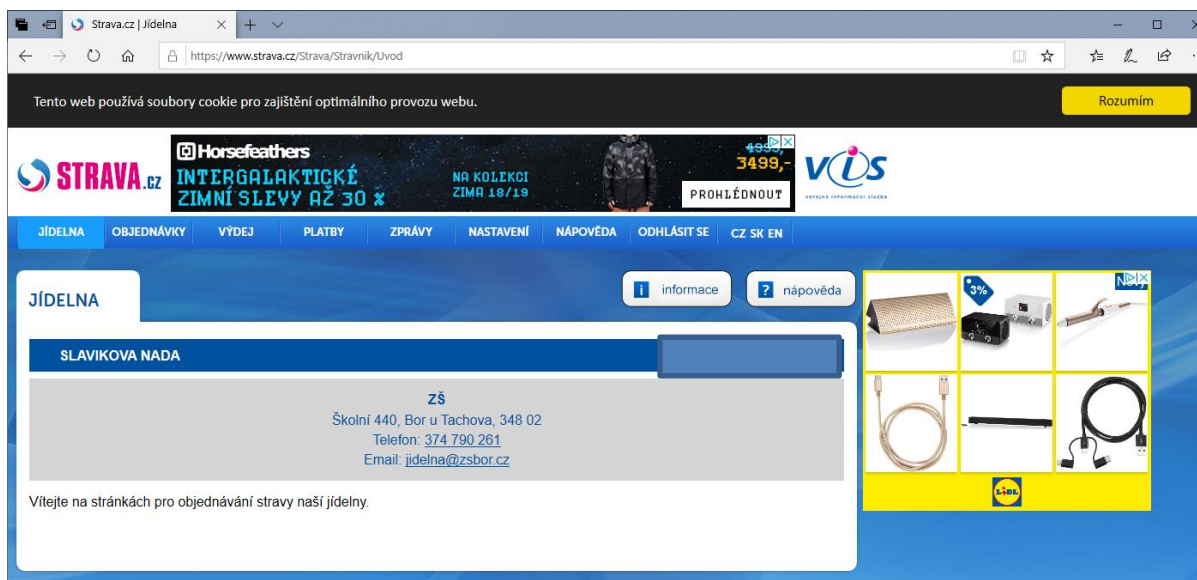 Strava.cz | Jídelna
https://www.strava.cz/Strava/Stravnik/Uvod
Tento web používá soubory cookie pro zajištění optimálního provozu webu.
Rozumím
STRAVA.cz
Horsefeathers
INTERGALAKTICKÉ
ZIMNÍ SLEVY AŽ 30 %
NA KOLEKCI
ZIMA 18/19
4999,-
3499,-
PROHLÉDNOUT
VIS
veřejná informační služba
JÍDELNA OBJEDNÁVKY VÝDEJ PLATBY ZPRÁVY NASTAVENÍ NÁPOVĚDA ODHLÁSIT SE CZ SK EN
JÍDELNA
i informace
? nápověda
SLAVIKOVA NADA
ZŠ
Školní 440, Bor u Tachova, 348 02
Telefon: 374 790 261
Email: jidelna@zsbor.cz
Vítejte na stránkách pro objednávání stravy naší jídelny.
3%
LIDL